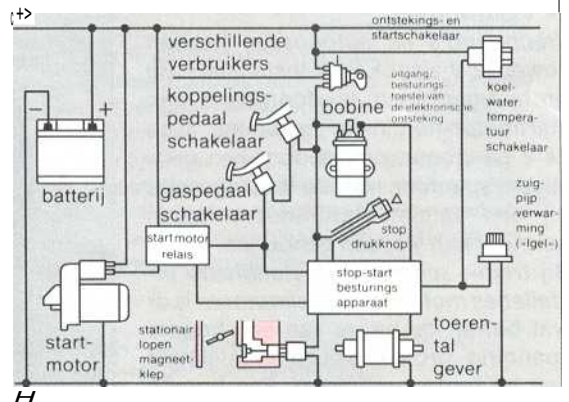 (+>
ontstekings- en
startschakelaar
verschillende
verbruikers
koppelings-
pedaal
schakelaar
uitgang/
besturings
toestel van
de elektronische
ontsteking
bobine
koel-
water
tempera-
tuur
schakelaar
− +
batterij
gaspedaal
schakelaar
zuig-
pijp
verwar-
ming
(-Igel-)
stop
drukknop
startmotor
relais
stop-start
besturings
apparaat
start-
motor
stationair
lopen
magneet-
klep
toeren-
tal
gever
H